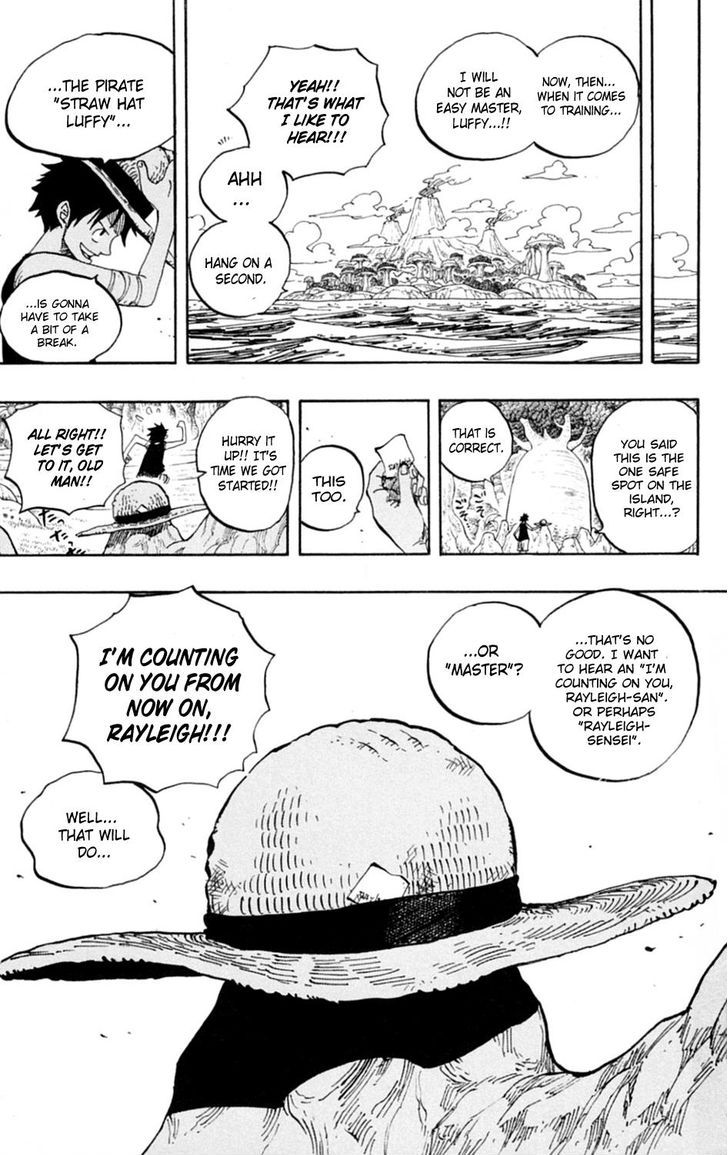 NOW, THEN...
WHEN IT COMES
TO TRAINING...
I WILL
NOT BE AN
EASY MASTER,
LUFFY...!!
YEAH!!
THAT'S WHAT
I LIKE TO
HEAR!!!
AHH
...
HANG ON A
SECOND.
...THE PIRATE
"STRAW HAT
LUFFY"...
...IS GONNA
HAVE TO TAKE
A BIT OF A
BREAK.
YOU SAID
THIS IS THE
ONE SAFE
SPOT ON THE
ISLAND,
RIGHT...?
THAT IS
CORRECT.
THIS
TOO.
HURRY IT
UP!! IT'S
TIME WE GOT
STARTED!!
ALL RIGHT!!
LET'S GET
TO IT, OLD
MAN!!
...THAT'S NO
GOOD. I WANT
TO HEAR AN "I'M
COUNTING ON YOU,
RAYLEIGH-SAN".
OR PERHAPS
"RAYLEIGH-
SENSEI".
...OR
"MASTER"?
I'M COUNTING
ON YOU FROM
NOW ON,
RAYLEIGH!!!
WELL...
THAT WILL
DO...